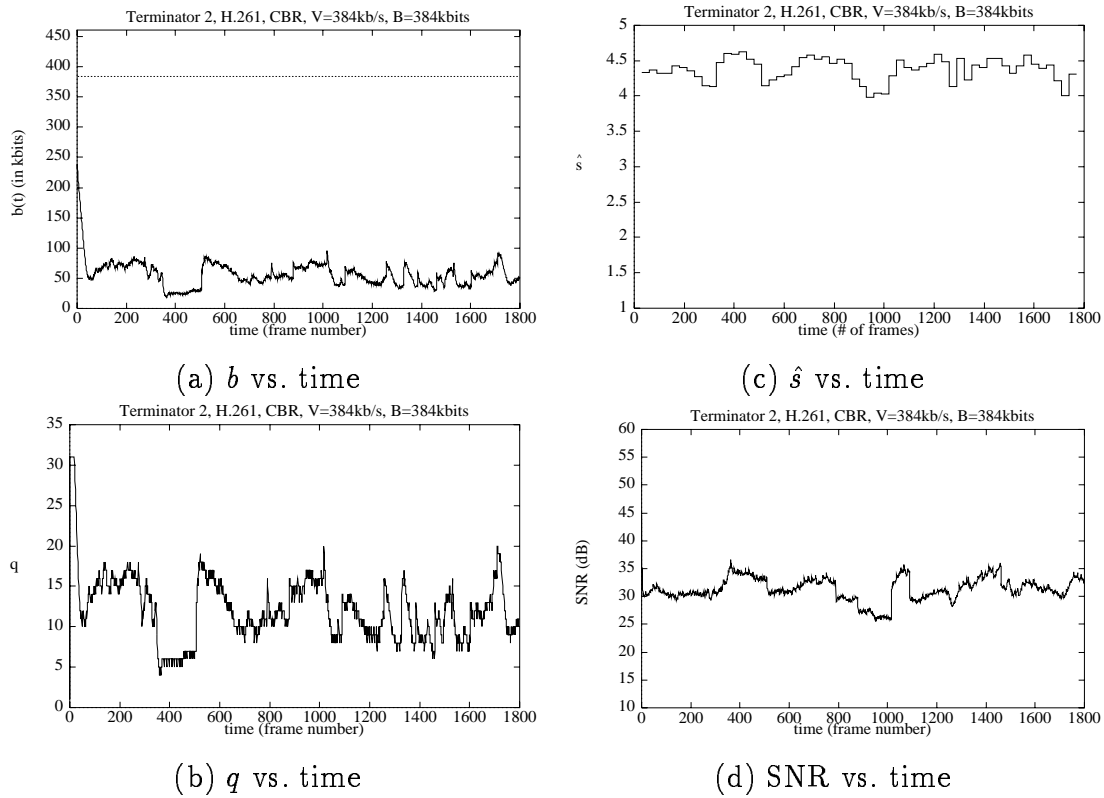 Terminator 2, H.261, CBR, V=384kb/s, B=384kbits
450
400
350
300
250
200
150
100
50
0
b(t) (in kbits)
0 200 400 600 800 1000 1200 1400 1600 1800
time (frame number)
(a) b vs. time
Terminator 2, H.261, CBR, V=384kb/s, B=384kbits
5
4.5
4
3.5
3
2.5
2
1.5
1
ŝ
0 200 400 600 800 1000 1200 1400 1600 1800
time (# of frames)
(c) ŝ vs. time
Terminator 2, H.261, CBR, V=384kb/s, B=384kbits
35
30
25
20
15
10
5
0
q
0 200 400 600 800 1000 1200 1400 1600 1800
time (frame number)
(b) q vs. time
Terminator 2, H.261, CBR, V=384kb/s, B=384kbits
60
55
50
45
40
35
30
25
20
15
10
SNR (dB)
0 200 400 600 800 1000 1200 1400 1600 1800
time (frame number)
(d) SNR vs. time